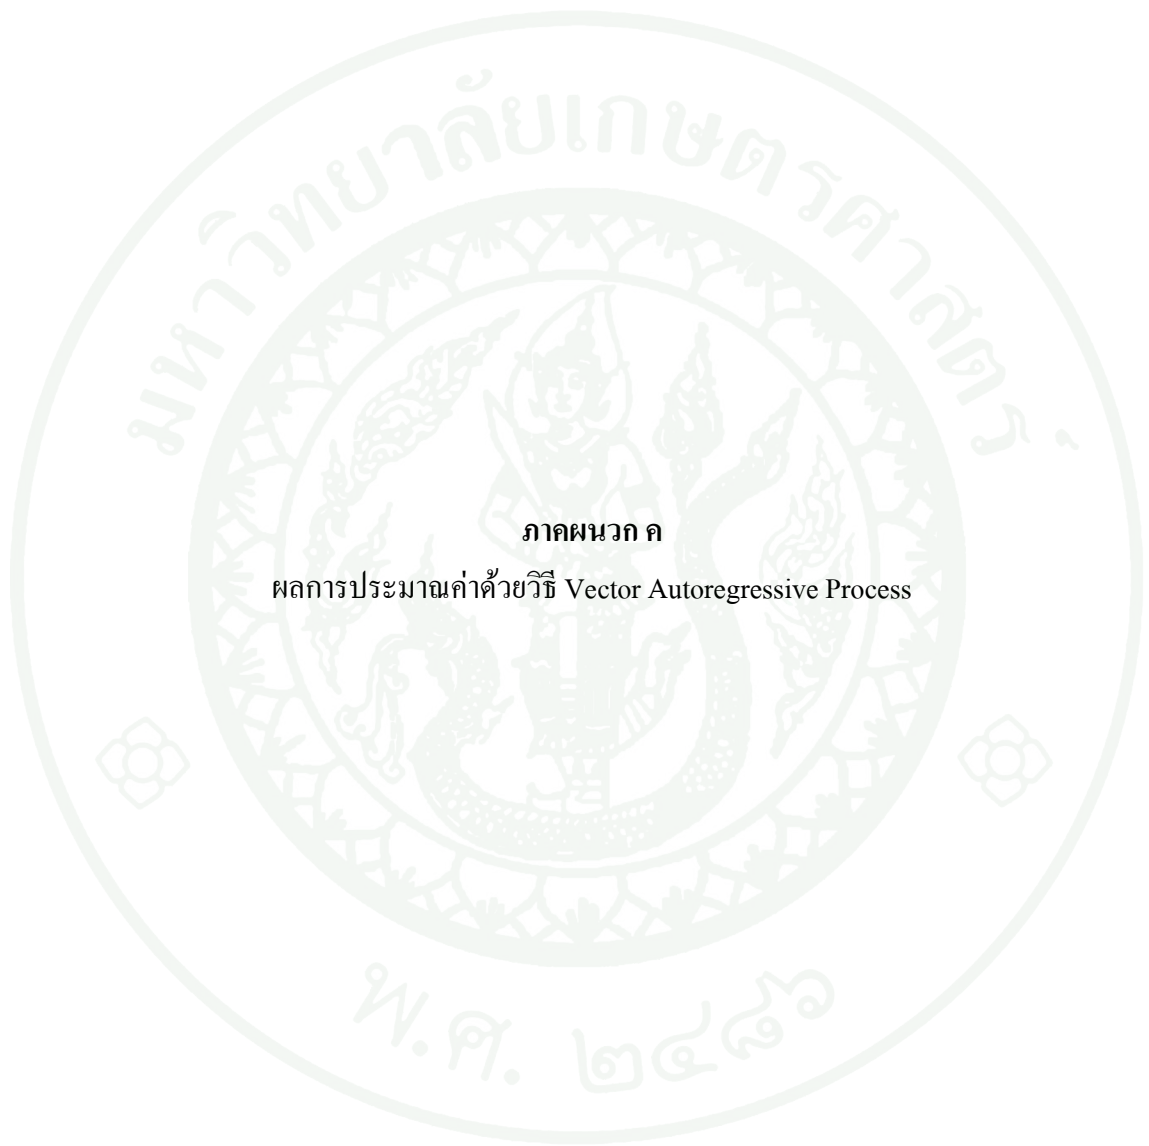 มหาวิทยาลัยเกษตรศาสตร์
ภาคผนวก ค
ผลการประมาณค่าด้วยวิธี Vector Autoregressive Process
พ.ศ. ๒๔๘๖